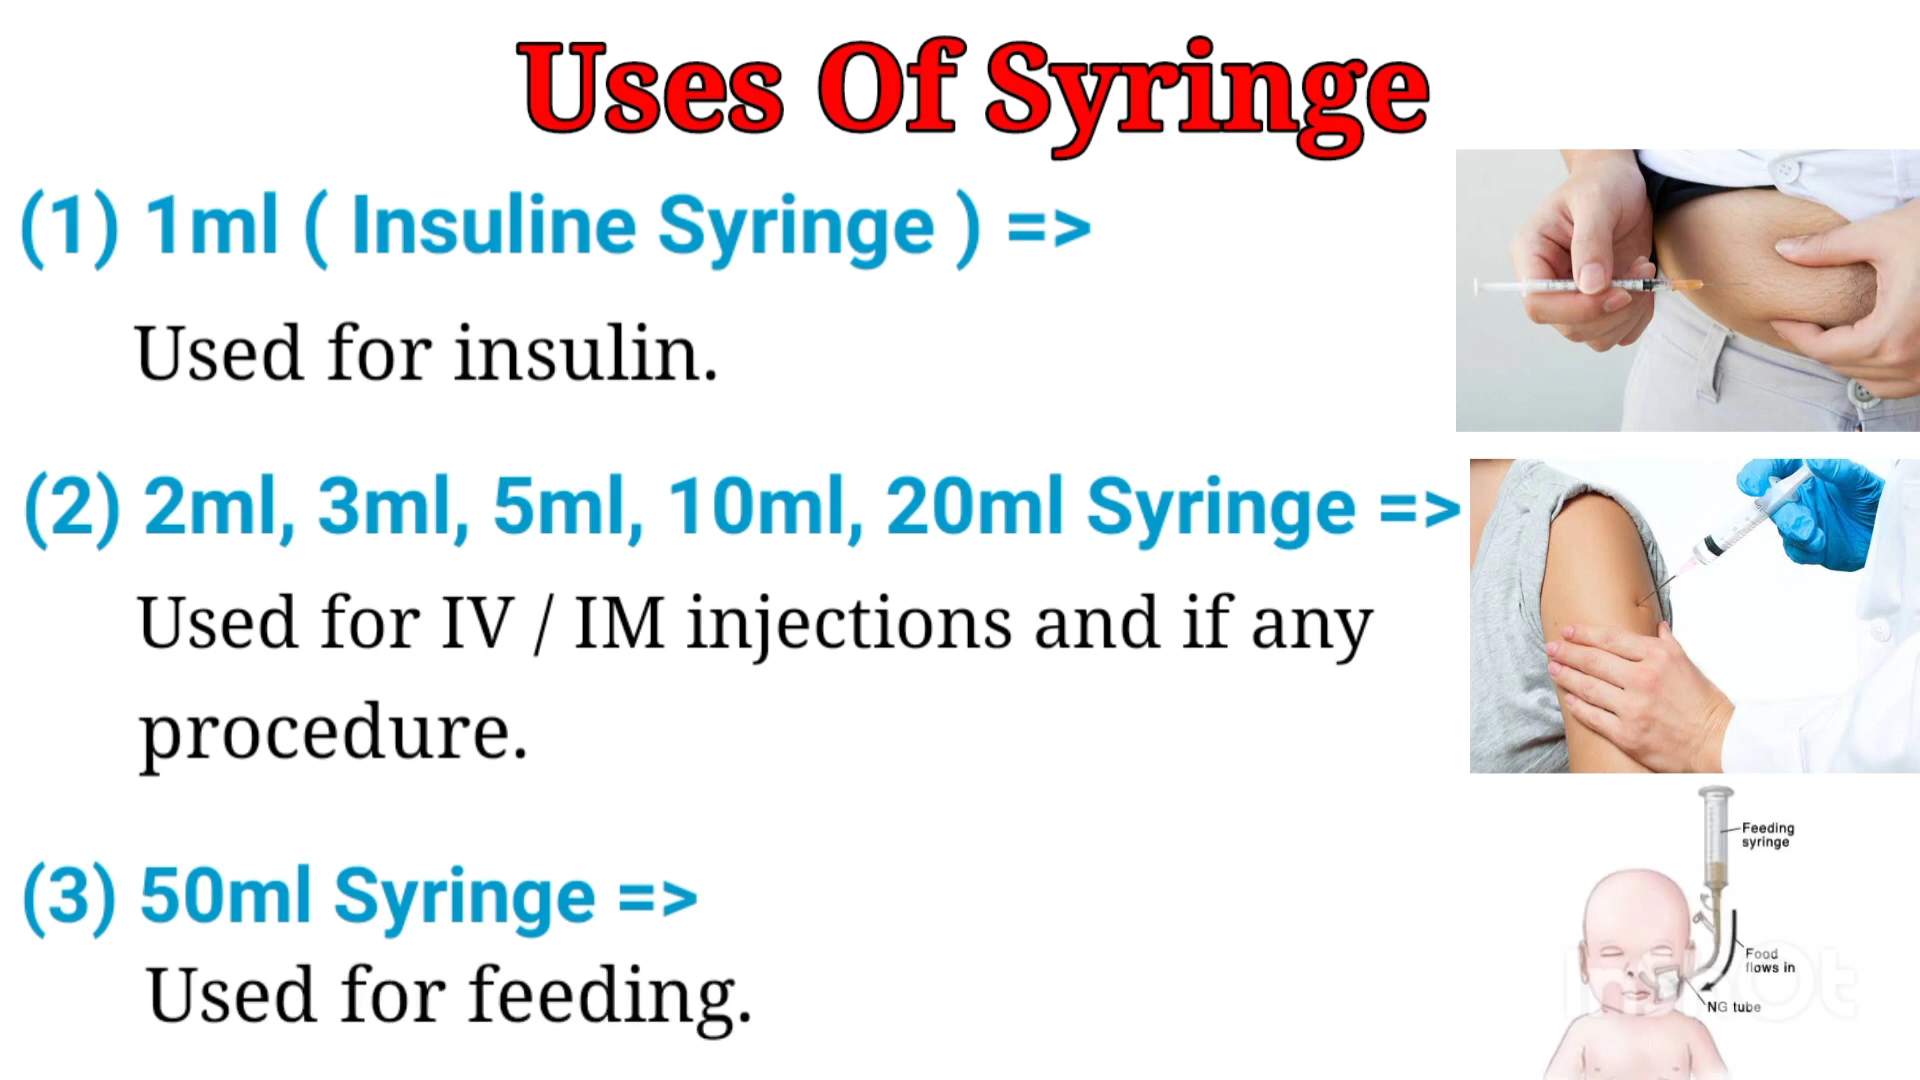 Uses Of Syringe
(1) 1ml ( Insuline Syringe ) =>
Used for insulin.
(2) 2ml, 3ml, 5ml, 10ml, 20ml Syringe =>
Used for IV / IM injections and if any
procedure.
(3) 50ml Syringe =>
Used for feeding.
Feeding
syringe
Food
flows in
NG tube
InShOt